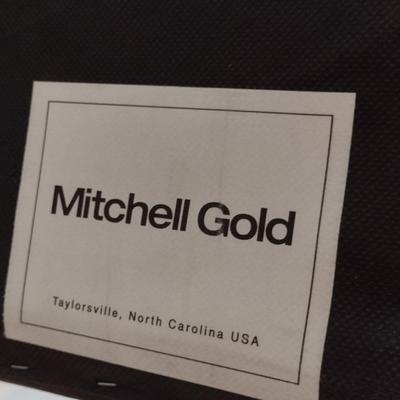 Mitchell Gold
Taylorsville, North Carolina USA